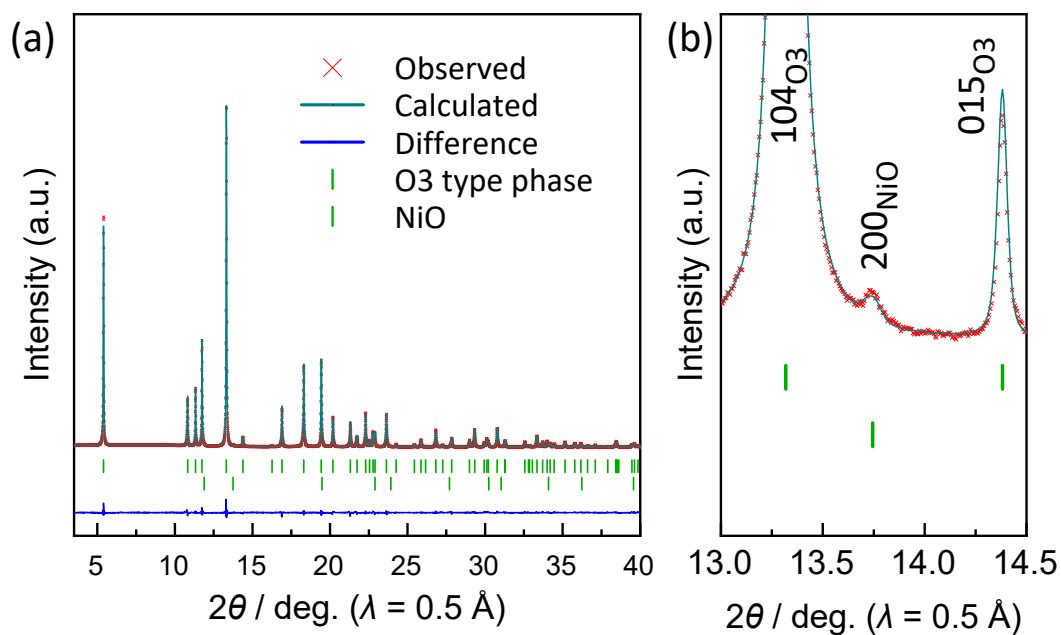 (a)
Observed
Calculated
Difference
O3 type phase
NiO
Intensity (a.u.)
5 10 15 20 25 30 35 40
2θ / deg. (λ = 0.5 Å)
(b)
104O3
200NiO
015O3
Intensity (a.u.)
13.0 13.5 14.0 14.5
2θ / deg. (λ = 0.5 Å)